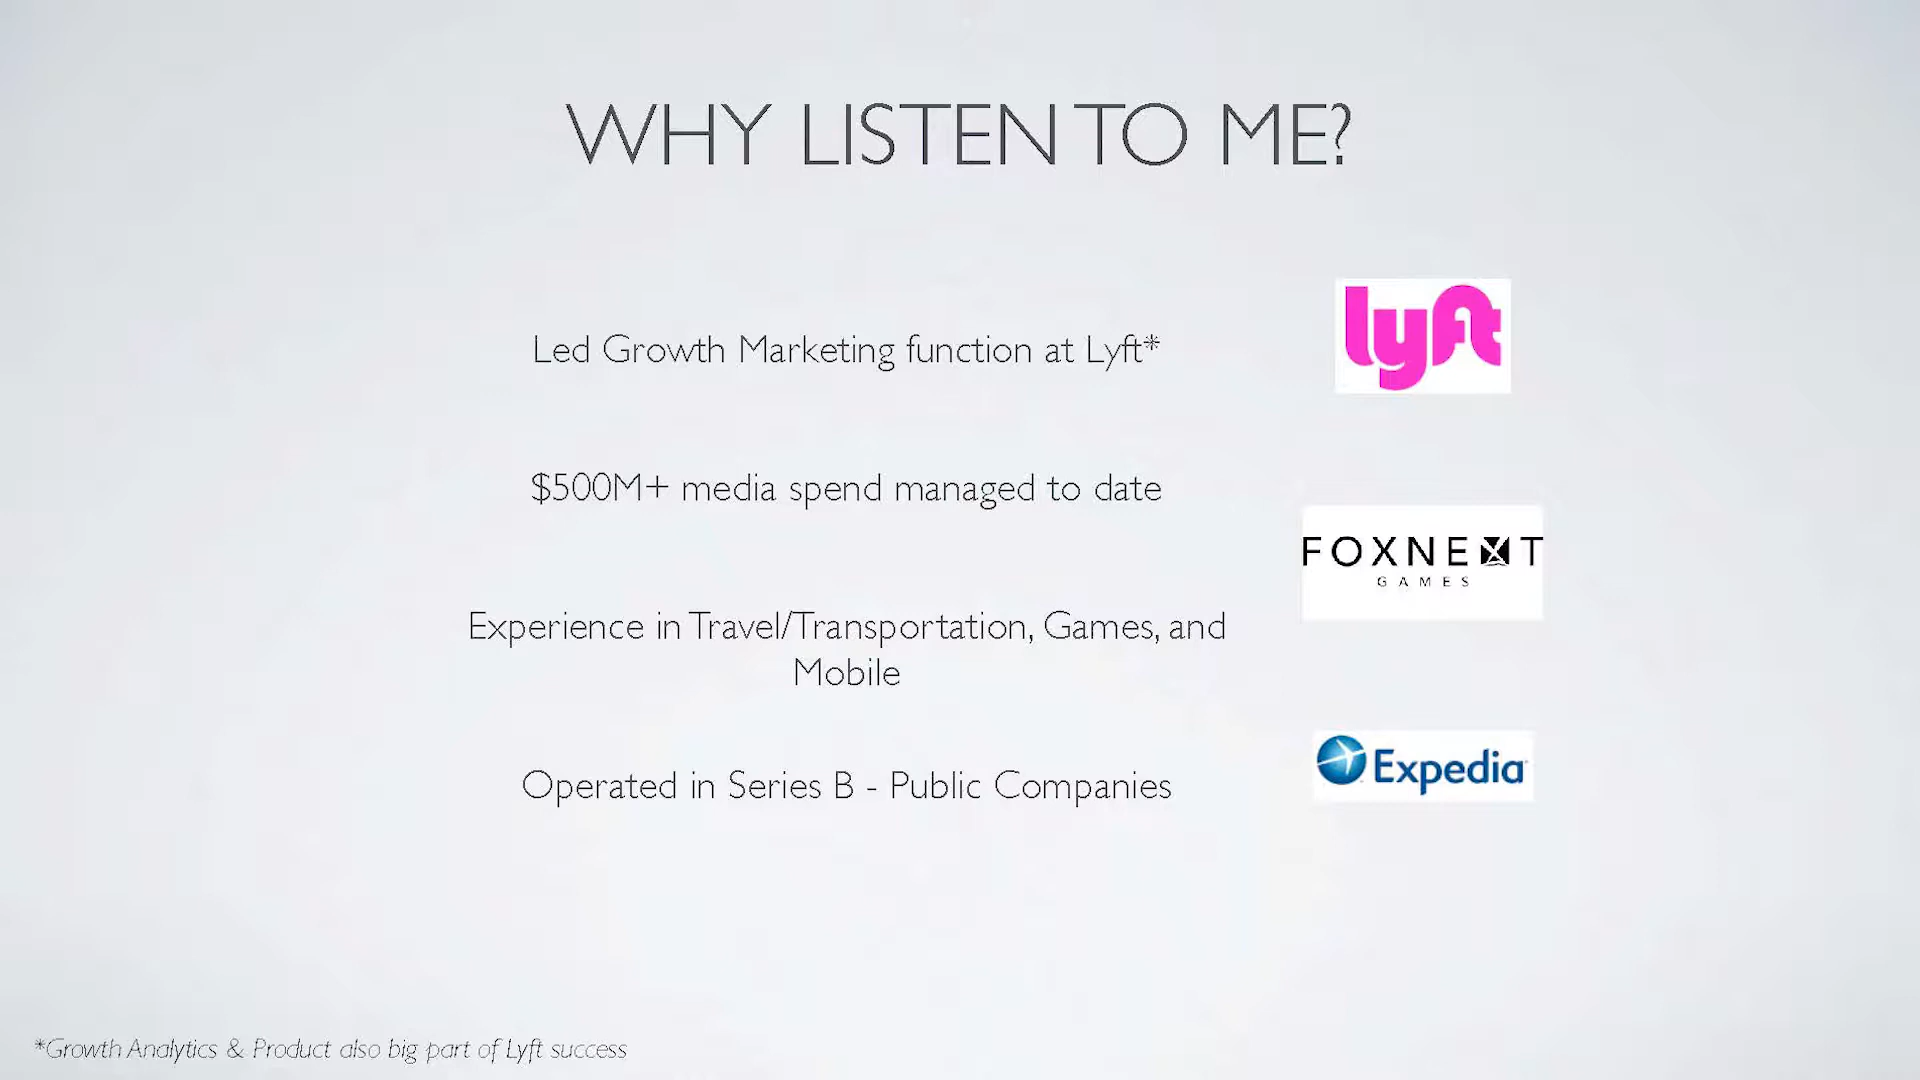 WHY LISTEN TO ME?
Led Growth Marketing function at Lyft*
lyft
$500M+ media spend managed to date
FOXNEXT
GAMES
Experience in Travel/Transportation, Games, and
Mobile
Operated in Series B - Public Companies
Expedia
*Growth Analytics & Product also big part of Lyft success